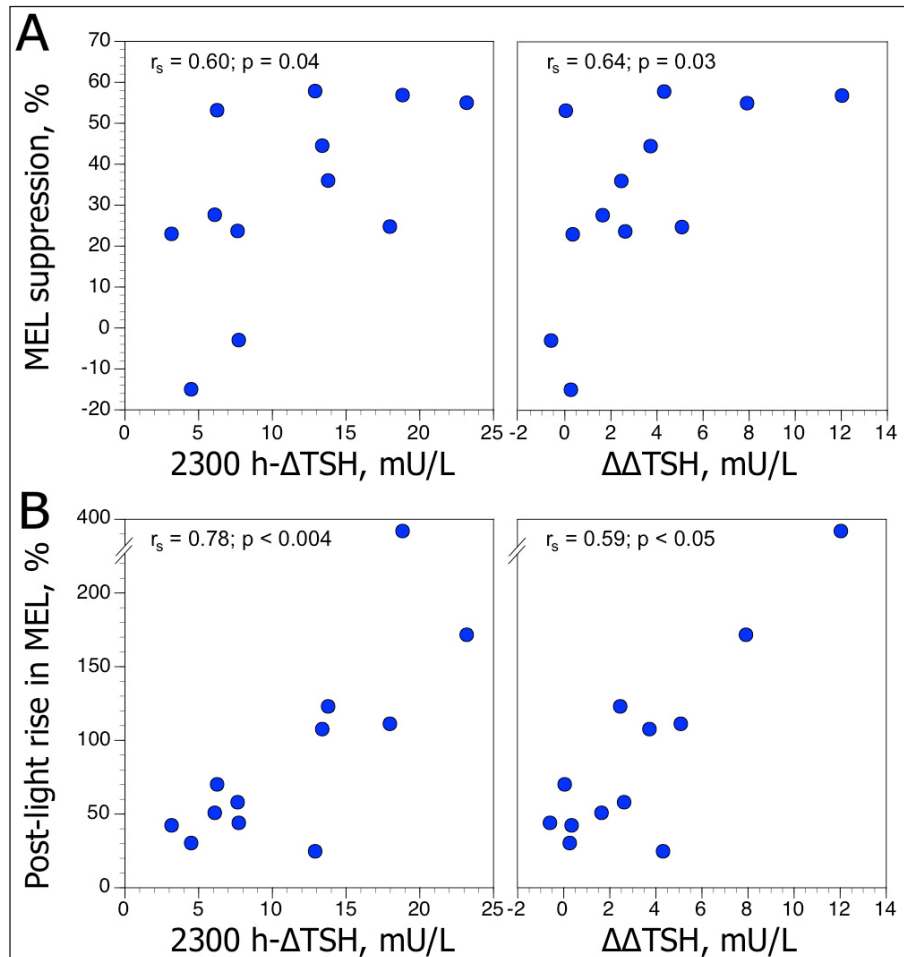 A
rs = 0.60; p = 0.04
rs = 0.64; p = 0.03
MEL suppression, %
70
60
50
40
30
20
10
0
-10
-20
0 5 10 15 20 25
-2 0 2 4 6 8 10 12 14
2300 h-ΔTSH, mU/L
ΔΔTSH, mU/L
B
rs = 0.78; p < 0.004
rs = 0.59; p < 0.05
Post-light rise in MEL, %
400
200
150
100
50
0
0 5 10 15 20 25
-2 0 2 4 6 8 10 12 14
2300 h-ΔTSH, mU/L
ΔΔTSH, mU/L